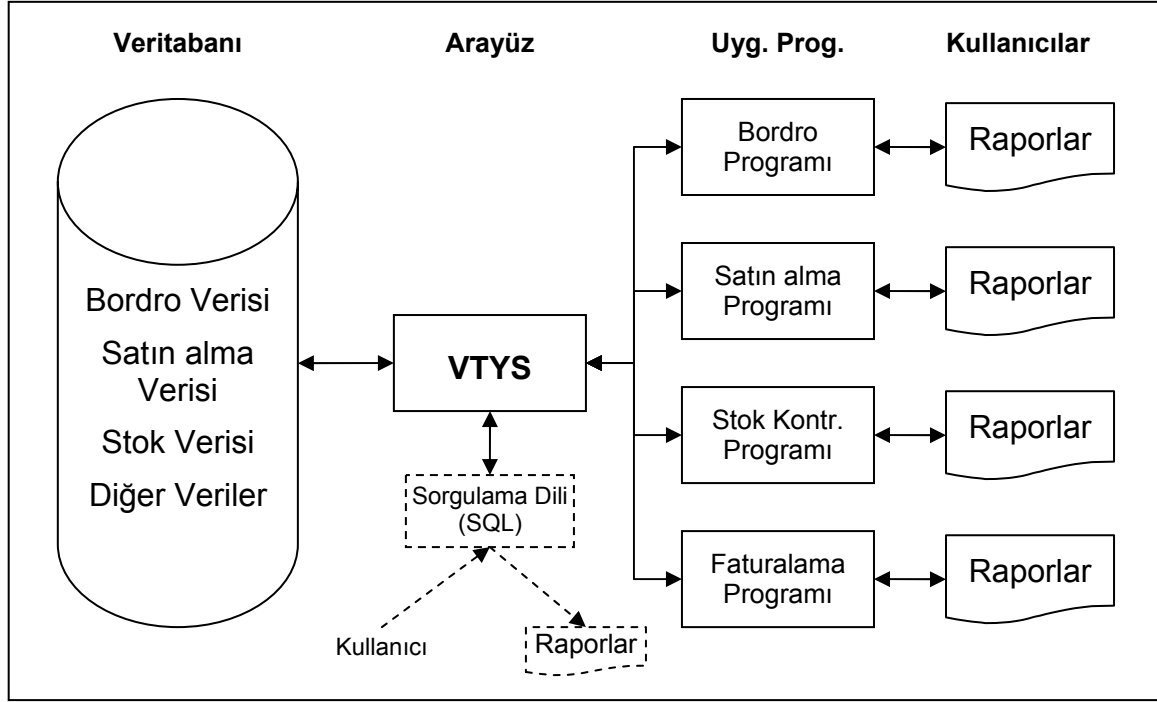 Veritabanı
Arayüz
Uyg. Prog.
Kullanıcılar
Bordro Verisi
Satın alma
Verisi
Stok Verisi
Diğer Veriler
VTYS
Sorgulama Dili
(SQL)
Kullanıcı
Raporlar
Bordro
Programı
Raporlar
Satın alma
Programı
Raporlar
Stok Kontr.
Programı
Raporlar
Faturalama
Programı
Raporlar